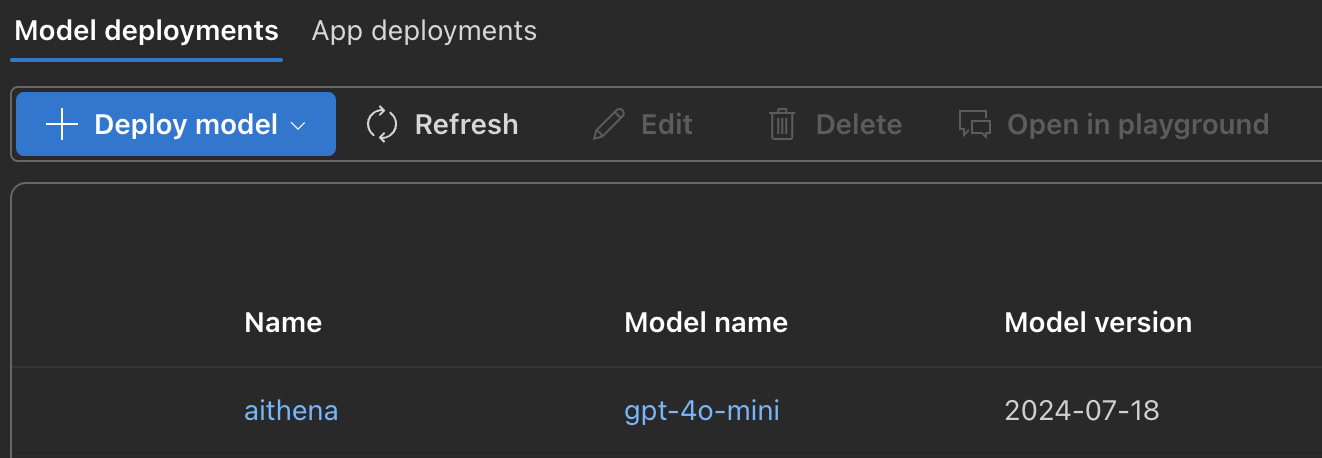 Model deployments App deployments
Deploy model Refresh Edit Delete Open in playground
Name Model name Model version
aithena gpt-4o-mini 2024-07-18